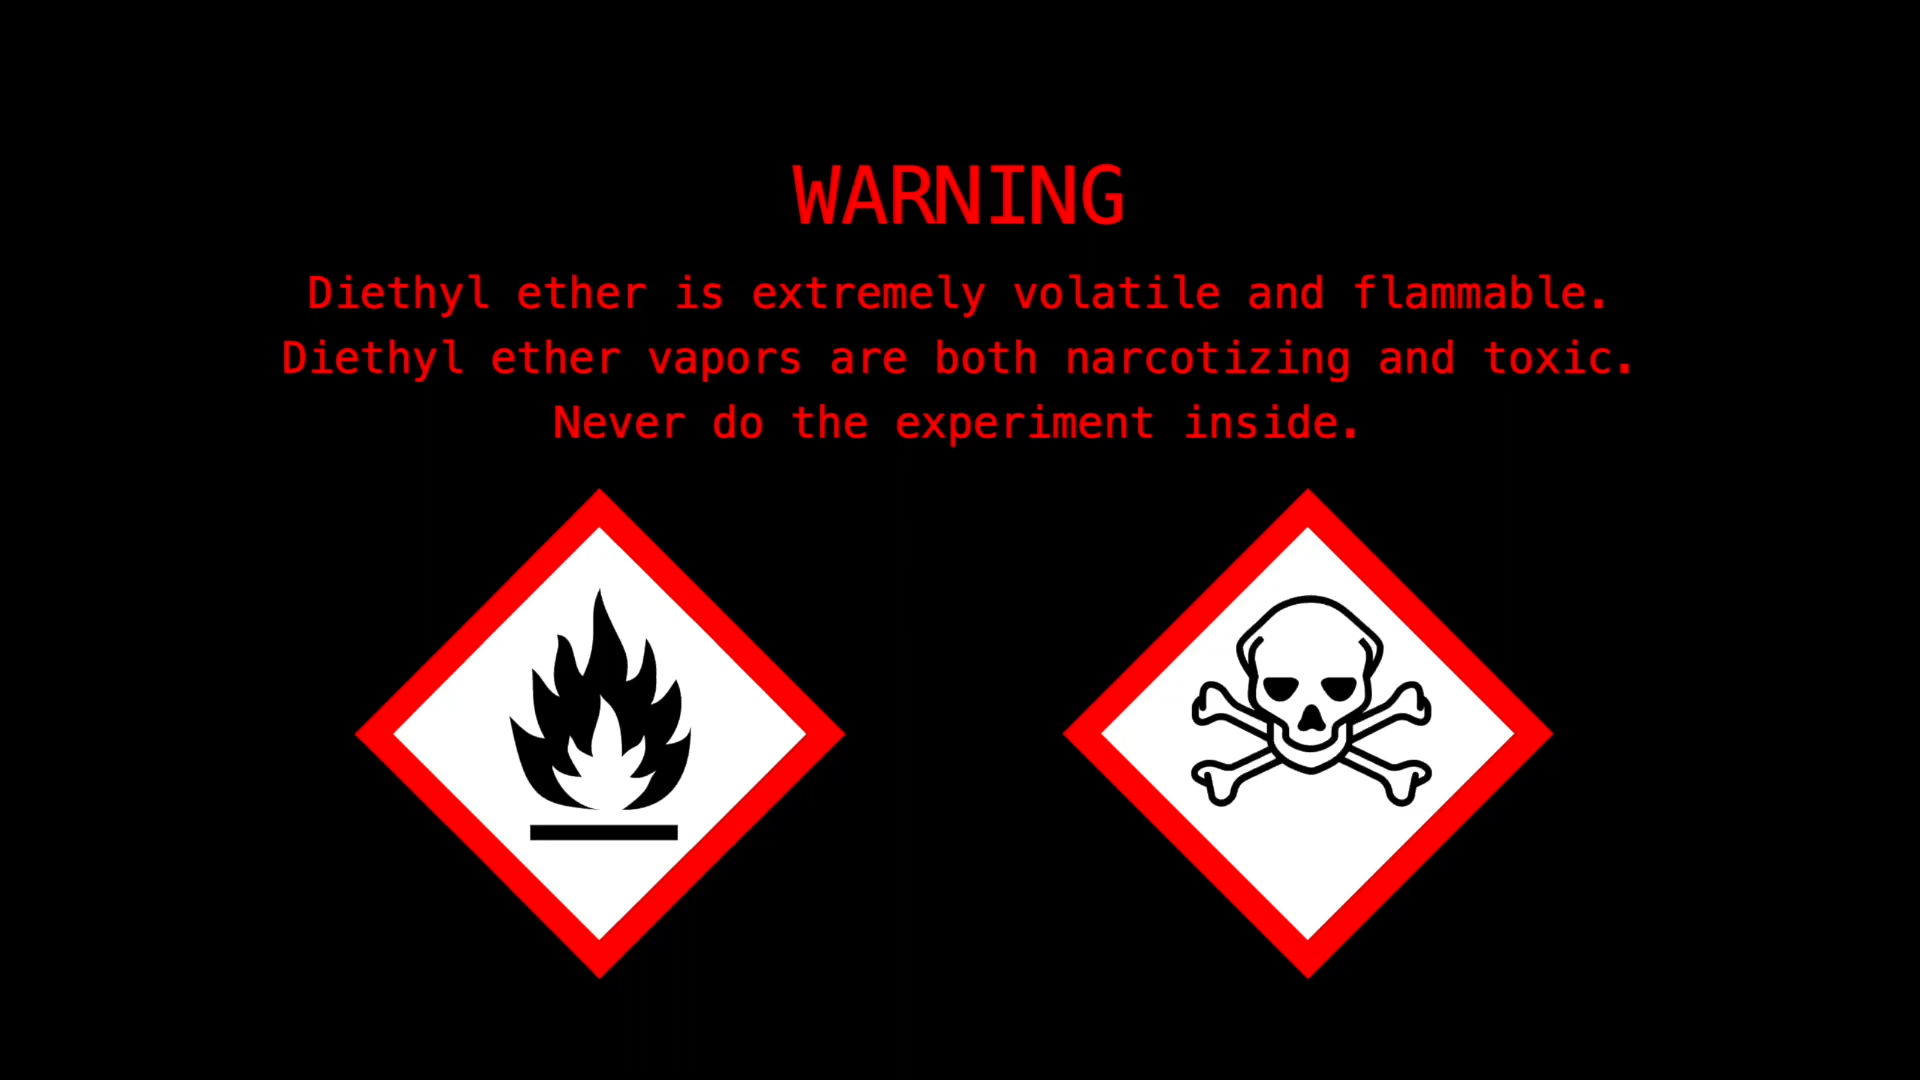 WARNING
Diethyl ether is extremely volatile and flammable.
Diethyl ether vapors are both narcotizing and toxic.
Never do the experiment inside.